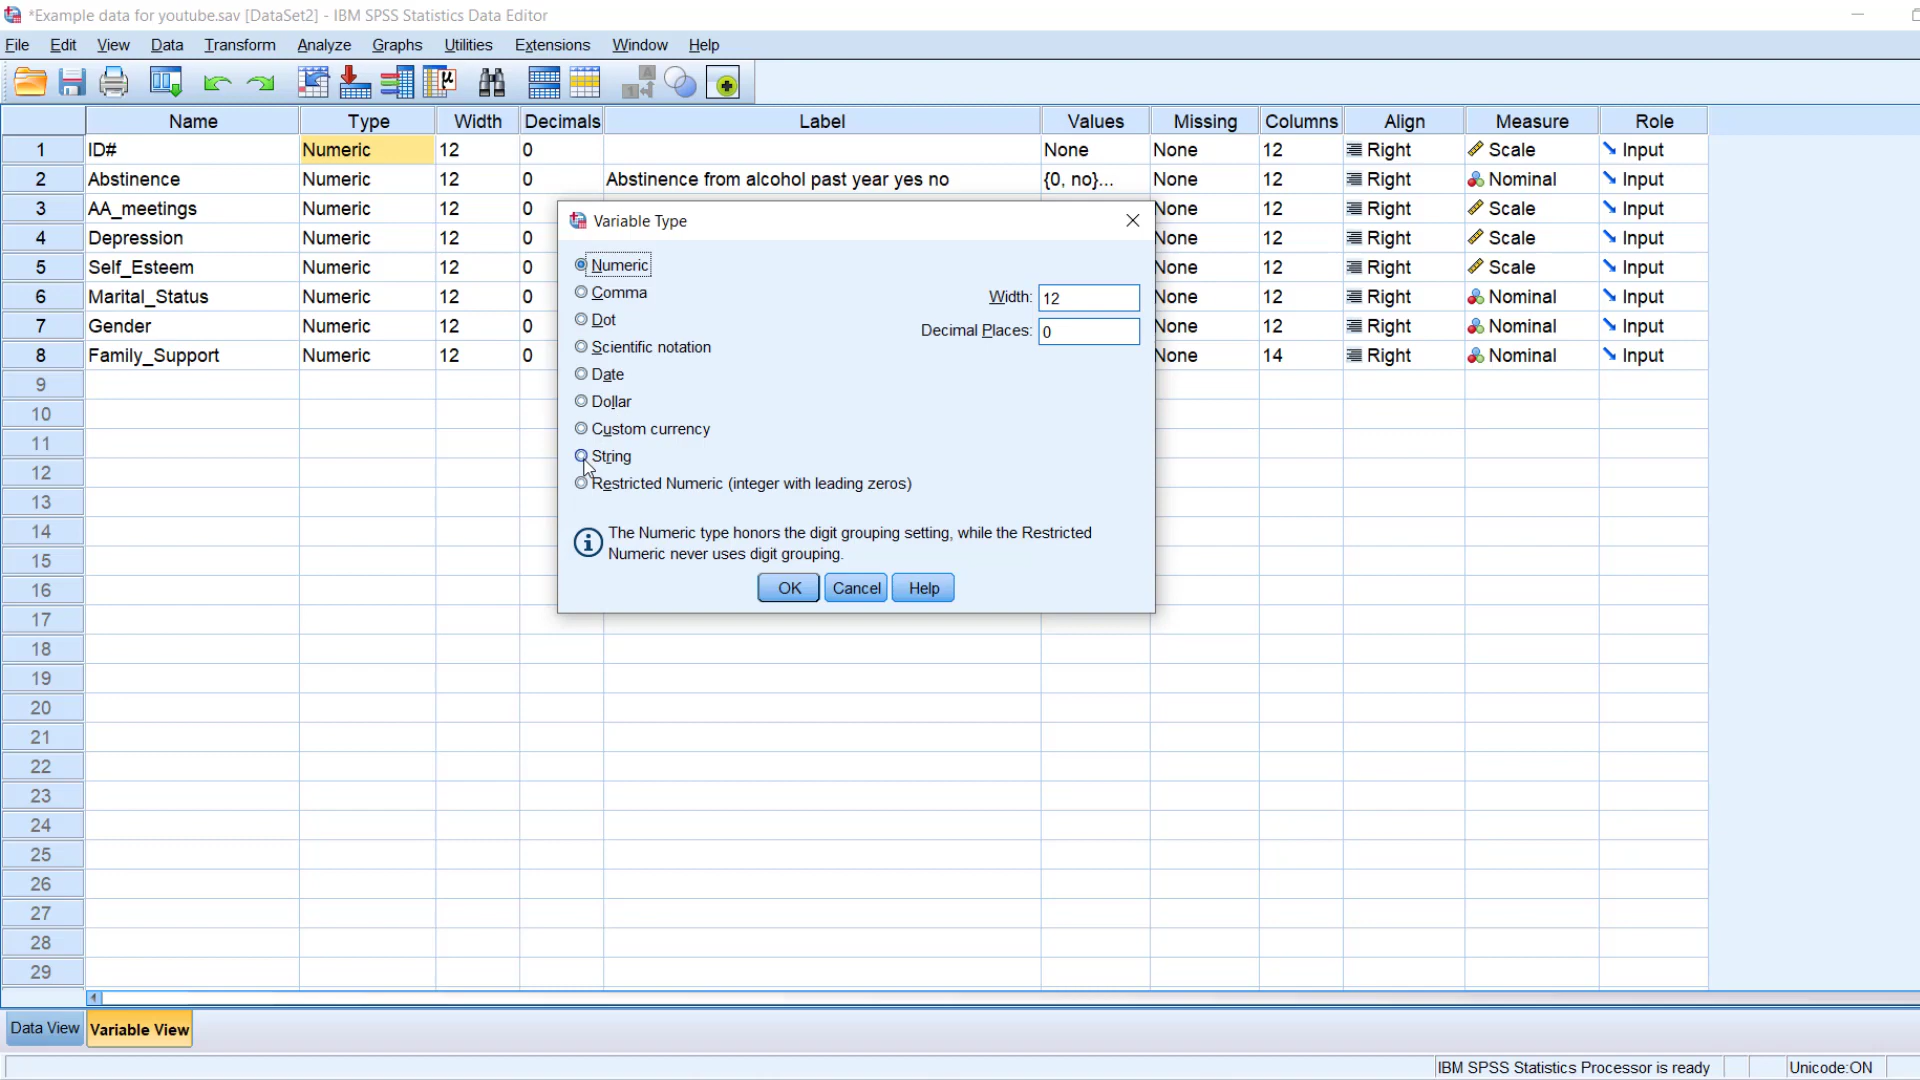 *Example data for youtube.sav [DataSet2] - IBM SPSS Statistics Data Editor
File Edit View Data Transform Analyze Graphs Utilities Extensions Window Help
Name Type Width Decimals Label Values Missing Columns Align Measure Role
1 ID# Numeric 12 0 None None 12 Right Scale Input
2 Abstinence Numeric 12 0 Abstinence from alcohol past year yes no {0, no}... None 12 Right Nominal Input
3 AA_meetings Numeric 12 0 None 12 Right Scale Input
4 Depression Numeric 12 0 None 12 Right Scale Input
5 Self_Esteem Numeric 12 0 None 12 Right Scale Input
6 Marital_Status Numeric 12 0 None 12 Right Nominal Input
7 Gender Numeric 12 0 None 12 Right Nominal Input
8 Family_Support Numeric 12 0 None 14 Right Nominal Input
9
10
11
12
13
14
15
16
17
18
19
20
21
22
23
24
25
26
27
28
29
Variable Type
Numeric
Comma
Dot
Scientific notation
Date
Dollar
Custom currency
String
Restricted Numeric (integer with leading zeros)
Width: 12
Decimal Places: 0
The Numeric type honors the digit grouping setting, while the Restricted
Numeric never uses digit grouping.
OK Cancel Help
Data View Variable View
IBM SPSS Statistics Processor is ready Unicode:ON